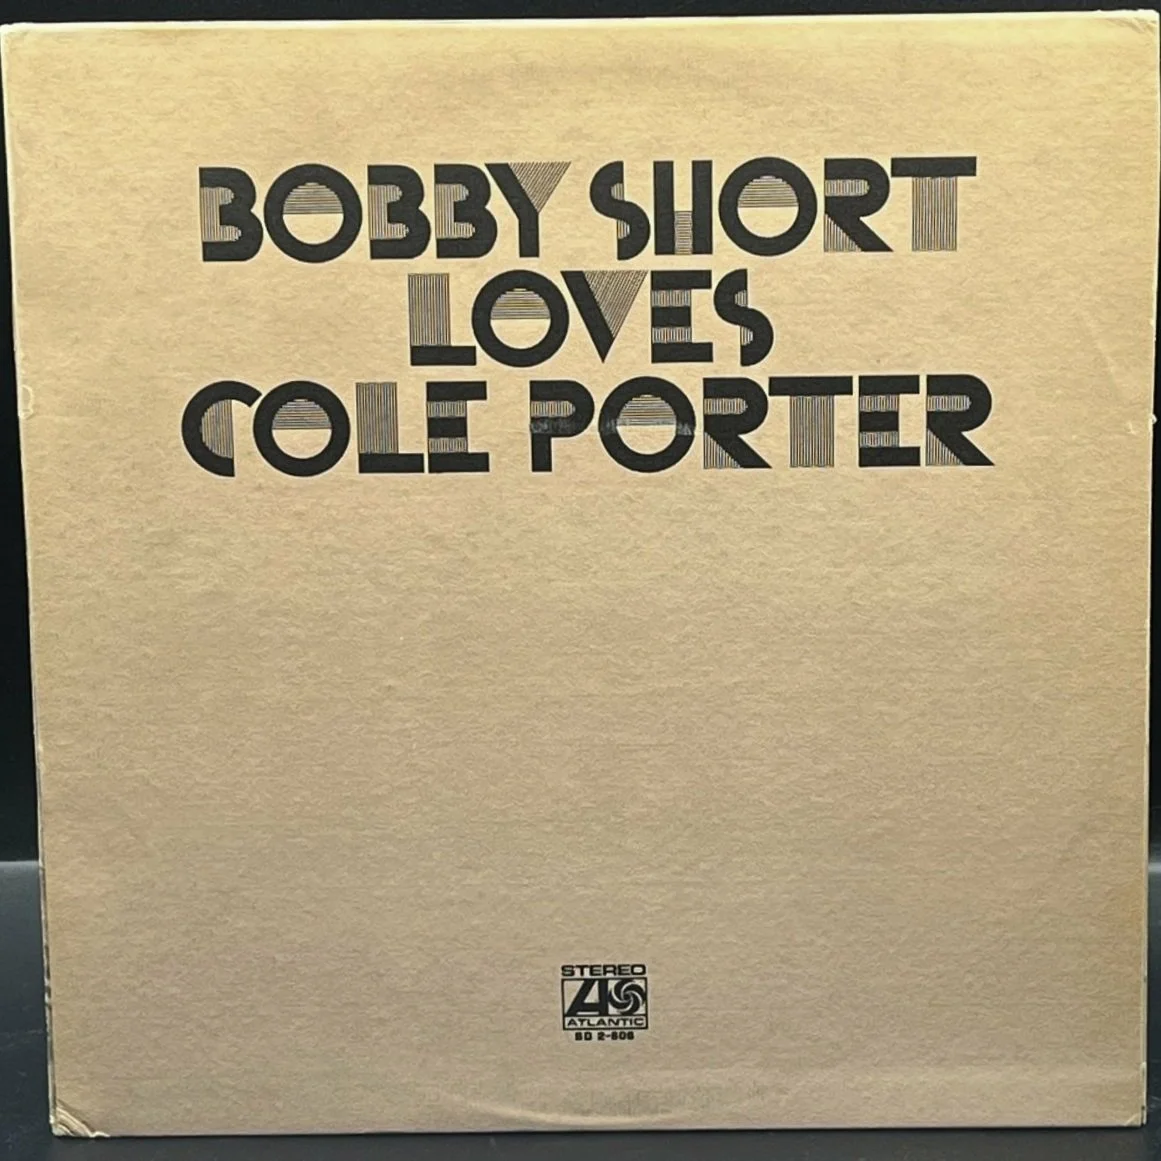 BOBBY SHORT
LOVES
COLE PORTER
STEREO
ATLANTIC
SD 2-606